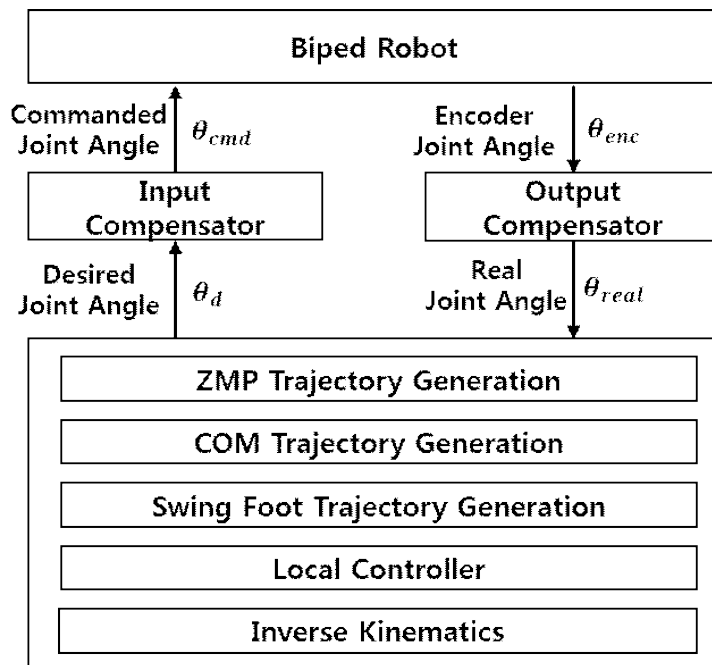 Biped Robot
Commanded
Joint Angle
θcmd
Encoder
Joint Angle
θenc
Input
Compensator
Output
Compensator
Desired
Joint Angle
θd
Real
Joint Angle
θreal
ZMP Trajectory Generation
COM Trajectory Generation
Swing Foot Trajectory Generation
Local Controller
Inverse Kinematics